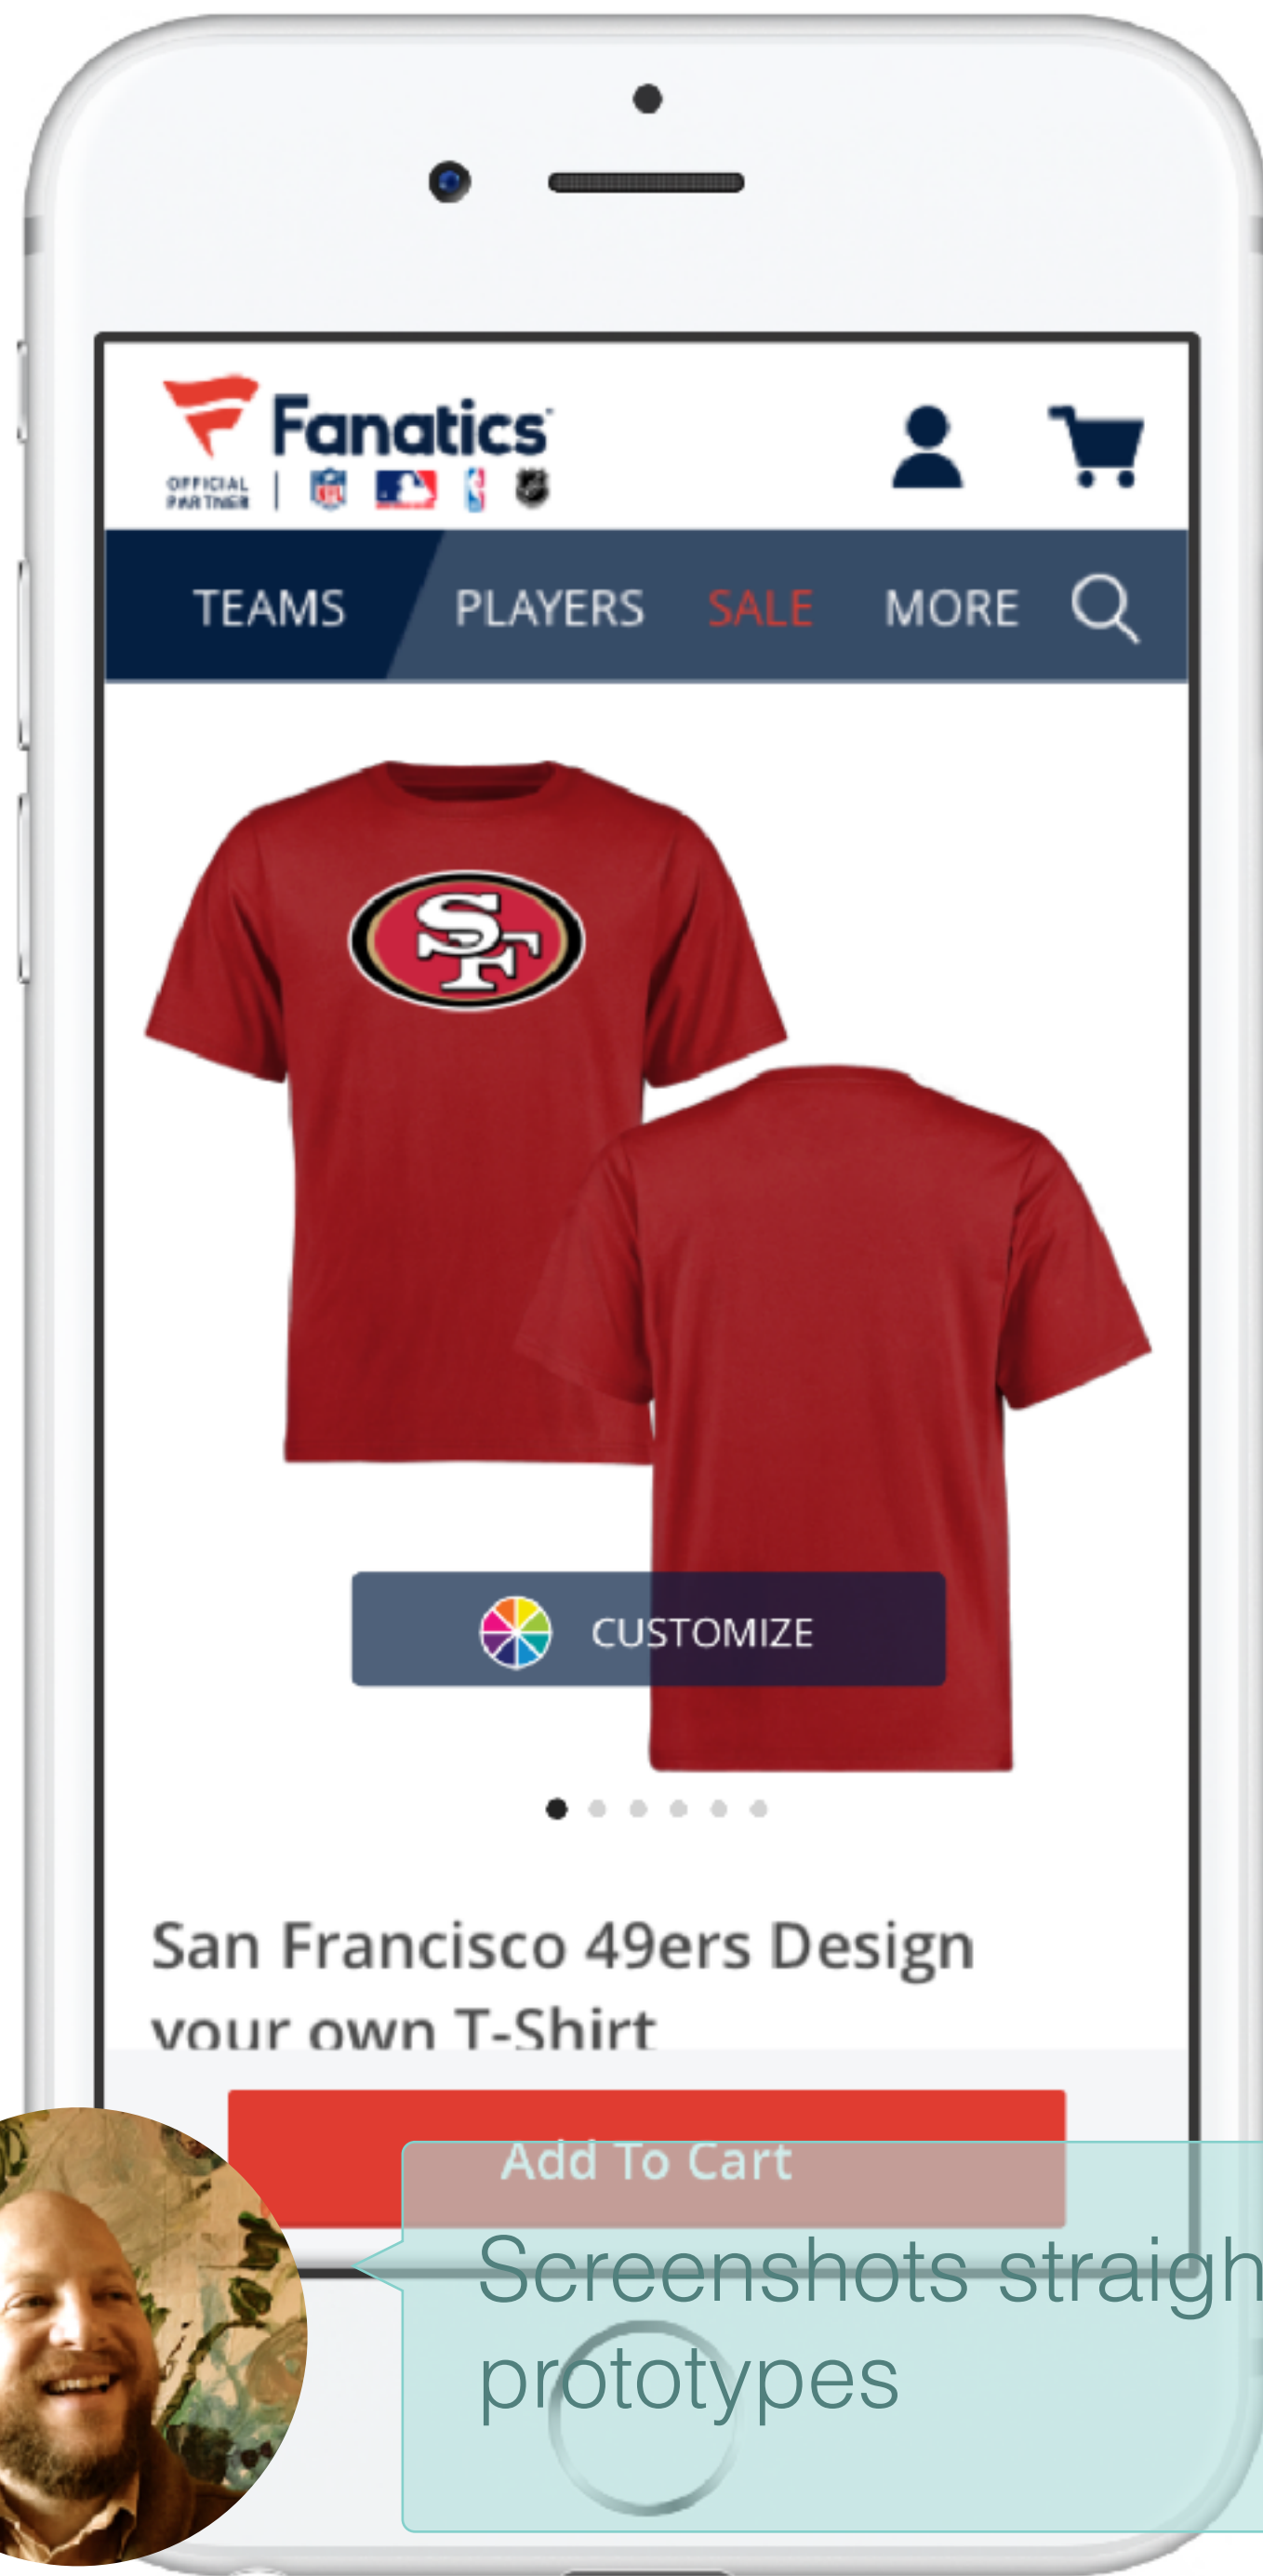 Fanatics
OFFICIAL
PARTNER
TEAMS PLAYERS SALE MORE
SF
CUSTOMIZE
San Francisco 49ers Design
your own T-Shirt
Add To Cart
Screenshots straigh
prototypes